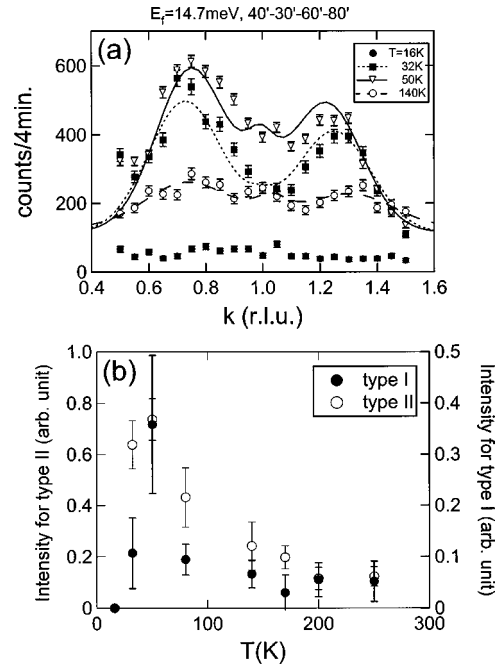 E_f=14.7meV, 40'-30'-60'-80'
(a)
T=16K
32K
50K
140K
600
400
200
0
counts/4min.
0.4 0.6 0.8 1.0 1.2 1.4 1.6
k (r.l.u.)
(b)
type I
type II
1.0
0.8
0.6
0.4
0.2
0
Intensity for type II (arb. unit)
0.5
0.4
0.3
0.2
0.1
0
Intensity for type I (arb. unit)
0 100 200 300
T(K)